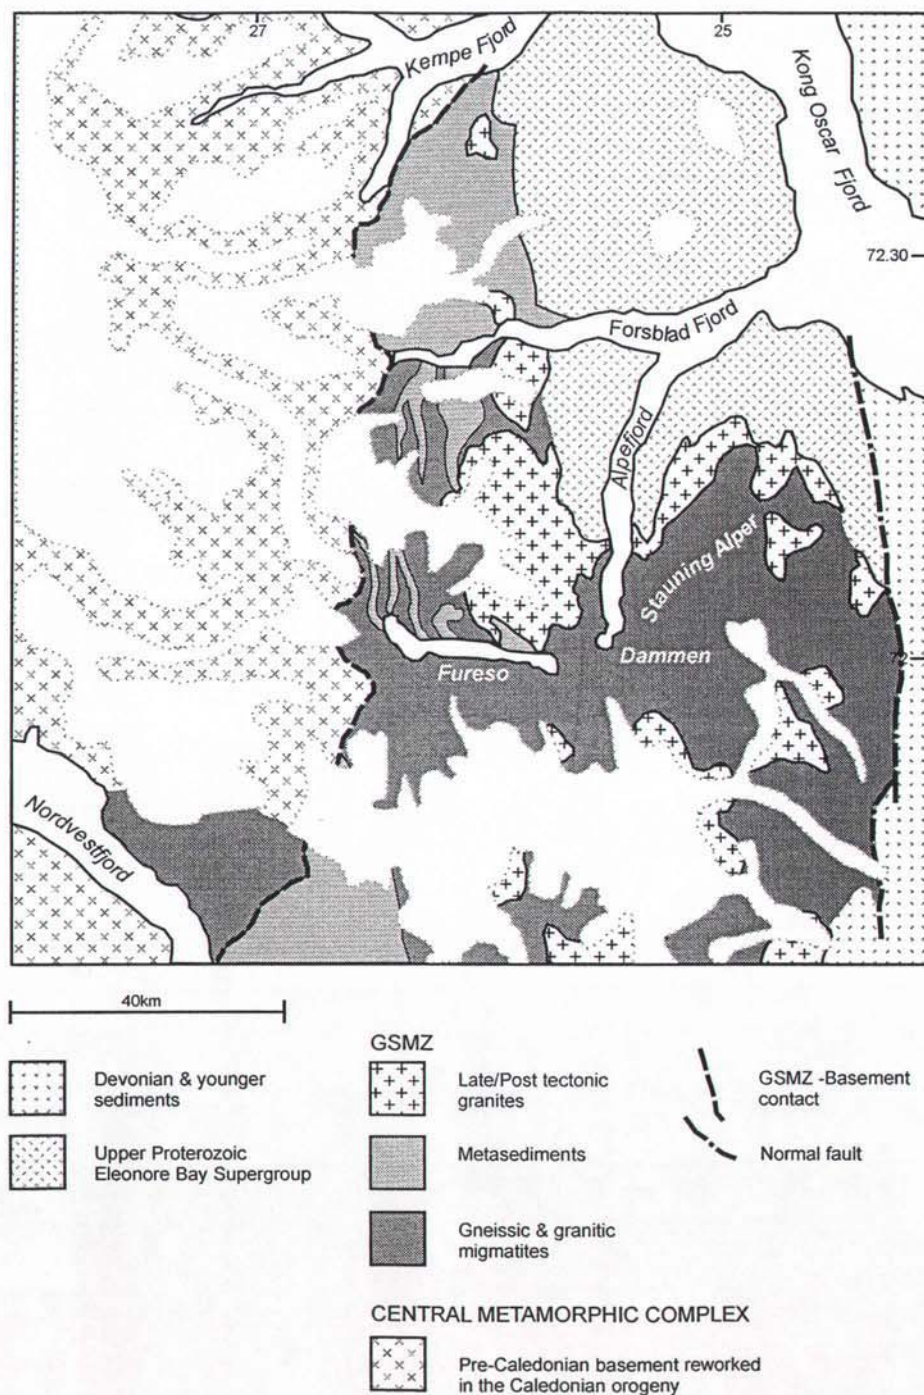 27
25
Kempe Fjord
Kong Oscar Fjord
72.30
Forsblad Fjord
Alpefjord
Stauning Alper
72
Dammen
Fureso
Nordvestfjord
40km
GSMZ
Devonian & younger
sediments
Upper Proterozoic
Eleonore Bay Supergroup
Late/Post tectonic
granites
Metasediments
Gneissic & granitic
migmatites
GSMZ -Basement
contact
Normal fault
CENTRAL METAMORPHIC COMPLEX
Pre-Caledonian basement reworked
in the Caledonian orogeny